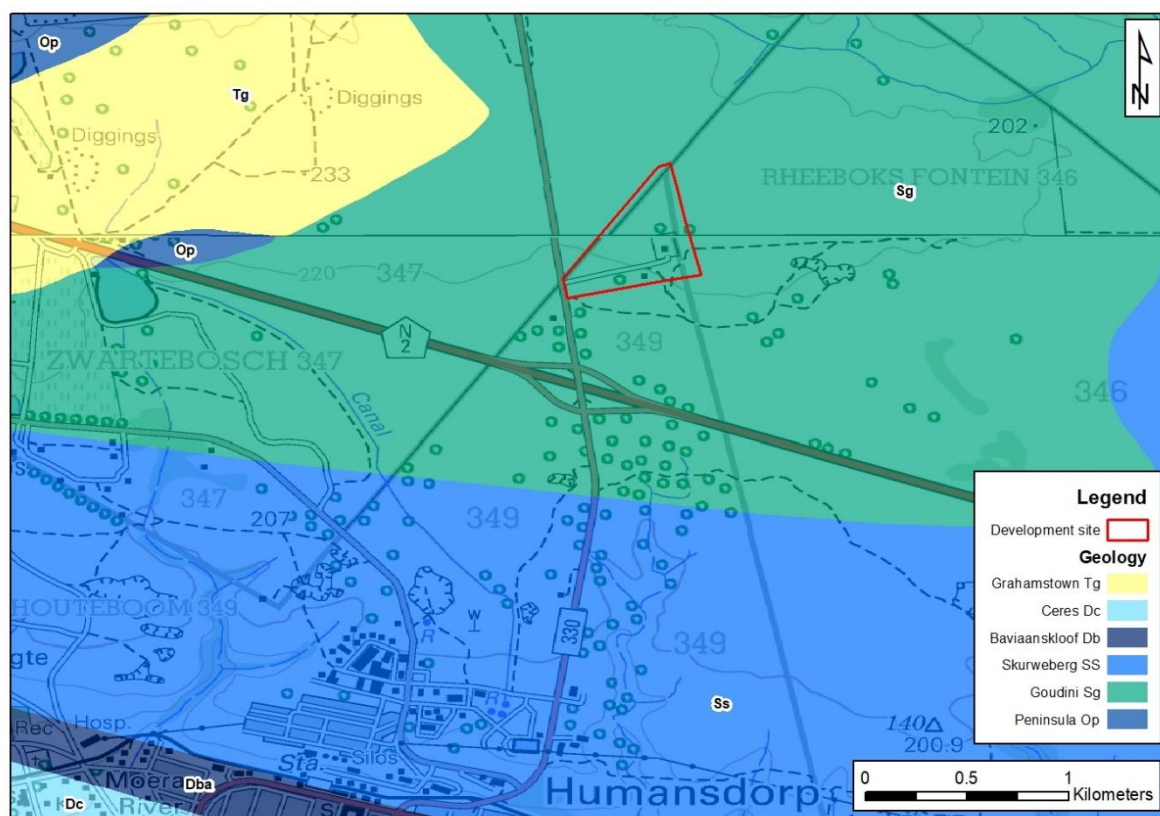 Op
Tg
Diggings
Diggings
233
202
RHEEBOKS FONTEIN 346
Sg
Op
220
347
N
2
349
ZWARTEBOSCH 347
Canal
346
S
347
207
349
HOUTEBOOM 349
W
R
330
349
gte
R
Ss
140
200.9
Rec
Hosp.
Sta
Silos
Moera
River
Dba
S
Humansdorp
Dc
K
N
Legend
Development site
Geology
Grahamstown Tg
Ceres Dc
Baviaanskloof Db
Skurweberg SS
Goudini Sg
Peninsula Op
0 0.5 1
Kilometers